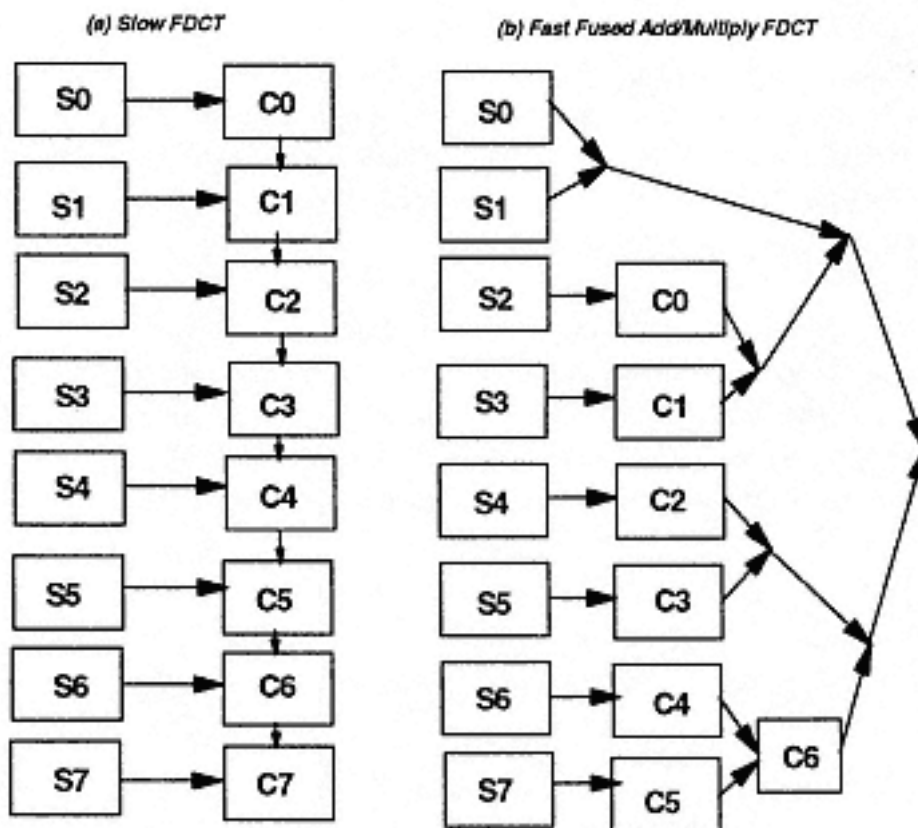 (a) Slow FDCT
S0 C0
S1 C1
S2 C2
S3 C3
S4 C4
S5 C5
S6 C6
S7 C7
(b) Fast Fused Add/Multiply FDCT
S0
S1
S2 C0
S3 C1
S4 C2
S5 C3
S6 C4
C6
S7 C5